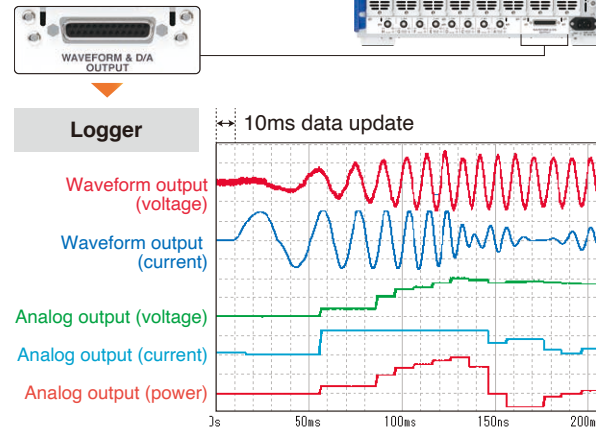 WAVEFORM & D/A
OUTPUT
Logger
10ms data update
Waveform output
(voltage)
Waveform output
(current)
Analog output (voltage)
Analog output (current)
Analog output (power)
50ms
100ms
150ms